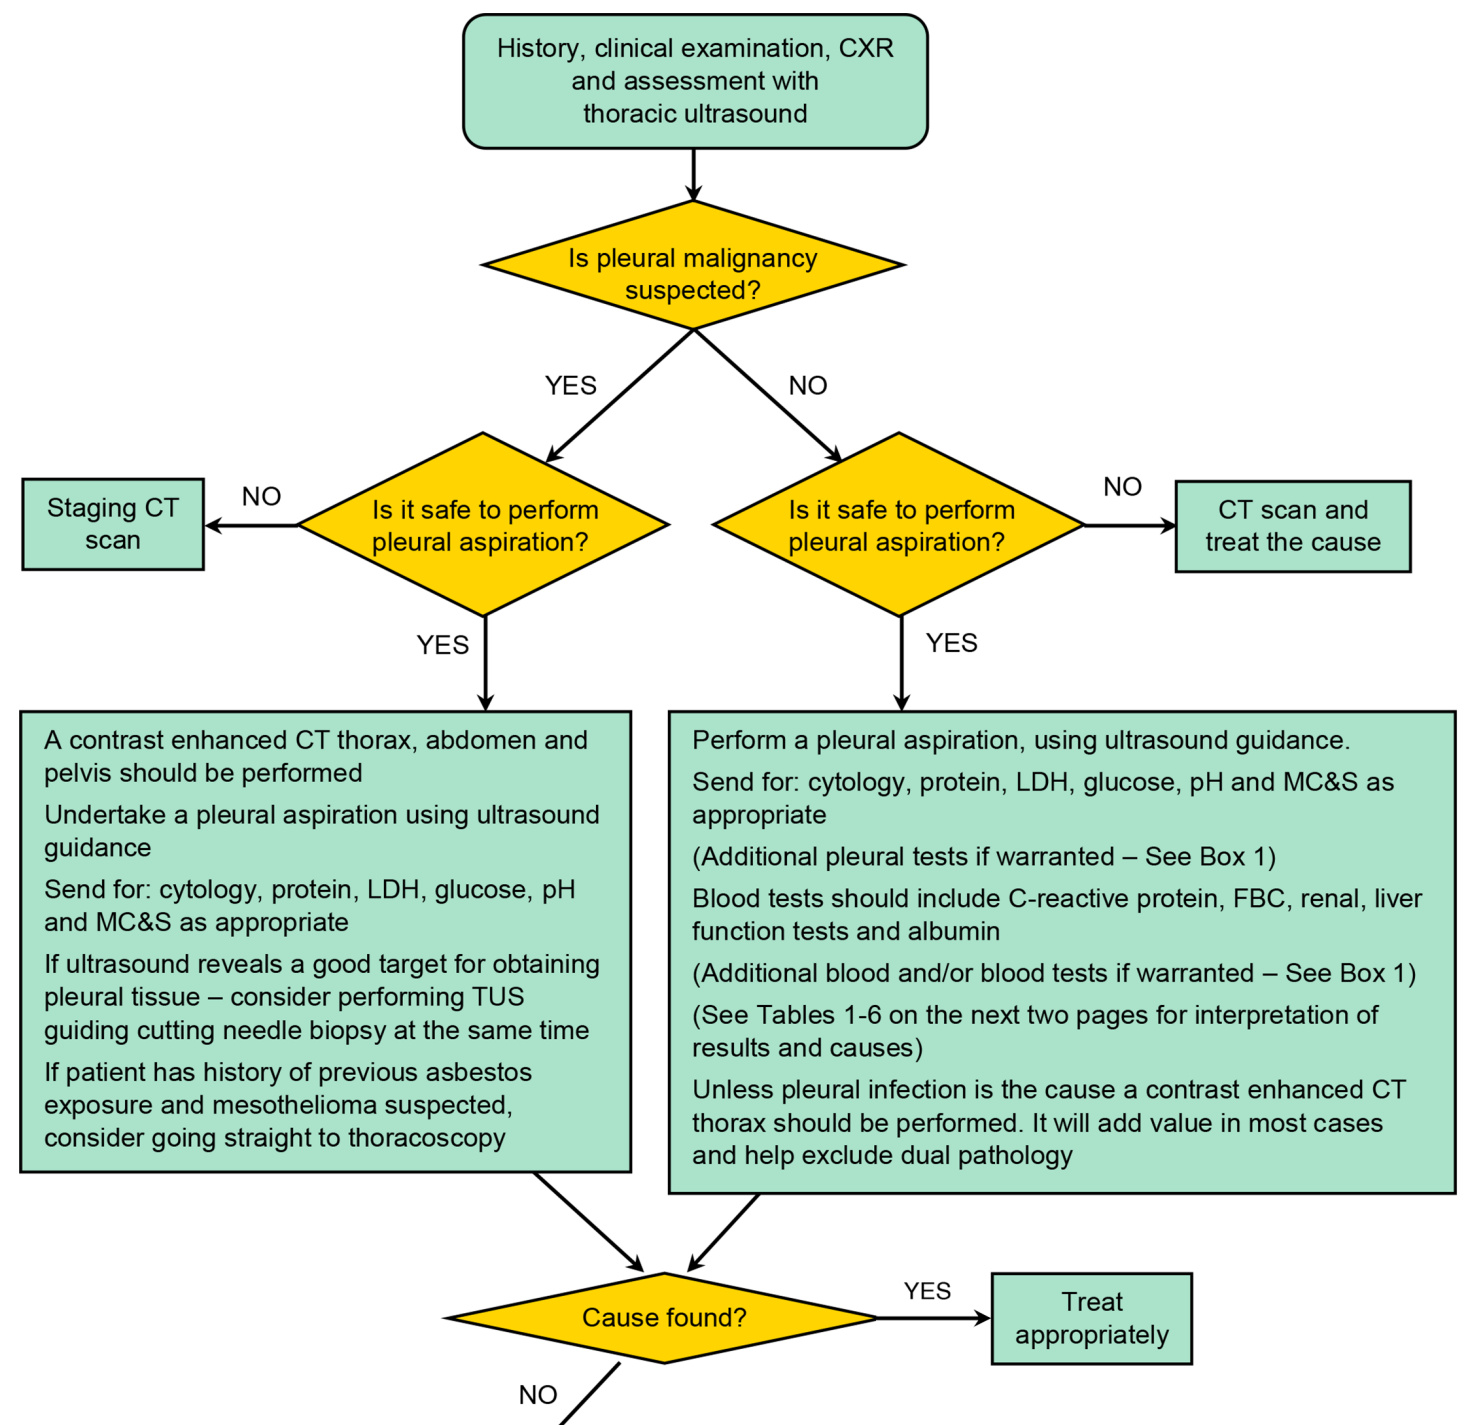 History, clinical examination, CXR
and assessment with
thoracic ultrasound
Is pleural malignancy
suspected?
YES
NO
Staging CT
scan
NO
Is it safe to perform
pleural aspiration?
Is it safe to perform
pleural aspiration?
NO
CT scan and
treat the cause
YES
YES
A contrast enhanced CT thorax, abdomen and
pelvis should be performed
Undertake a pleural aspiration using ultrasound
guidance
Send for: cytology, protein, LDH, glucose, pH
and MC&S as appropriate
If ultrasound reveals a good target for obtaining
pleural tissue – consider performing TUS
guiding cutting needle biopsy at the same time
If patient has history of previous asbestos
exposure and mesothelioma suspected,
consider going straight to thoracoscopy
Perform a pleural aspiration, using ultrasound guidance.
Send for: cytology, protein, LDH, glucose, pH and MC&S as
appropriate
(Additional pleural tests if warranted – See Box 1)
Blood tests should include C-reactive protein, FBC, renal, liver
function tests and albumin
(Additional blood and/or blood tests if warranted – See Box 1)
(See Tables 1-6 on the next two pages for interpretation of
results and causes)
Unless pleural infection is the cause a contrast enhanced CT
thorax should be performed. It will add value in most cases
and help exclude dual pathology
Cause found?
YES
Treat
appropriately
NO